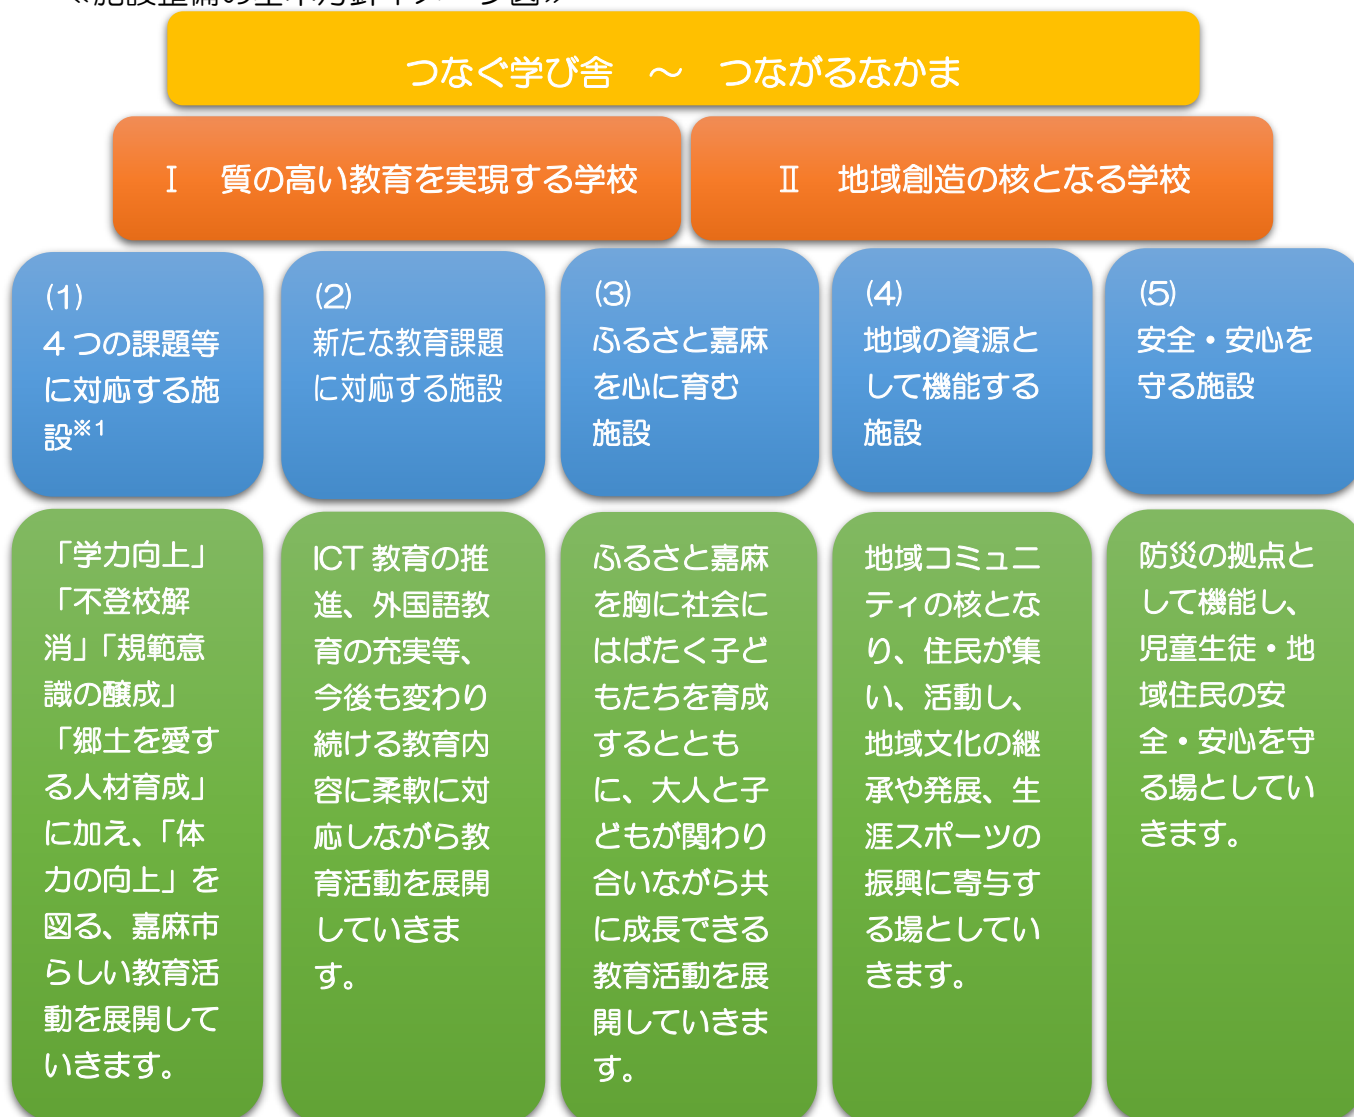 ≪施設整備の基本方針イメージ図≫
つなぐ学び舎　～　つながるなかま
Ⅰ　質の高い教育を実現する学校
Ⅱ　地域創造の核となる学校
(1)
4 つの課題等
に対応する施
設※1
(2)
新たな教育課題
に対応する施設
(3)
ふるさと嘉麻
を心に育む
施設
(4)
地域の資源と
して機能する
施設
(5)
安全・安心を
守る施設
「学力向上」
「不登校解
消」「規範意
識の醸成」
「郷土を愛す
る人材育成」
に加え、「体
力の向上」を
図る、嘉麻市
らしい教育活
動を展開して
いきます。
ICT 教育の推
進、外国語教
育の充実等、
今後も変わり
続ける教育内
容に柔軟に対
応しながら教
育活動を展開
していきま
す。
ふるさと嘉麻
を胸に社会に
はばたく子ど
もたちを育成
するととも
に、大人と子
どもが関わり
合いながら共
に成長できる
教育活動を展
開していきま
す。
地域コミュニ
ティの核とな
り、住民が集
い、活動し、
地域文化の継
承や発展、生
涯スポーツの
振興に寄与す
る場としてい
きます。
防災の拠点と
して機能し、
児童生徒・地
域住民の安
全・安心を守
る場としてい
きます。